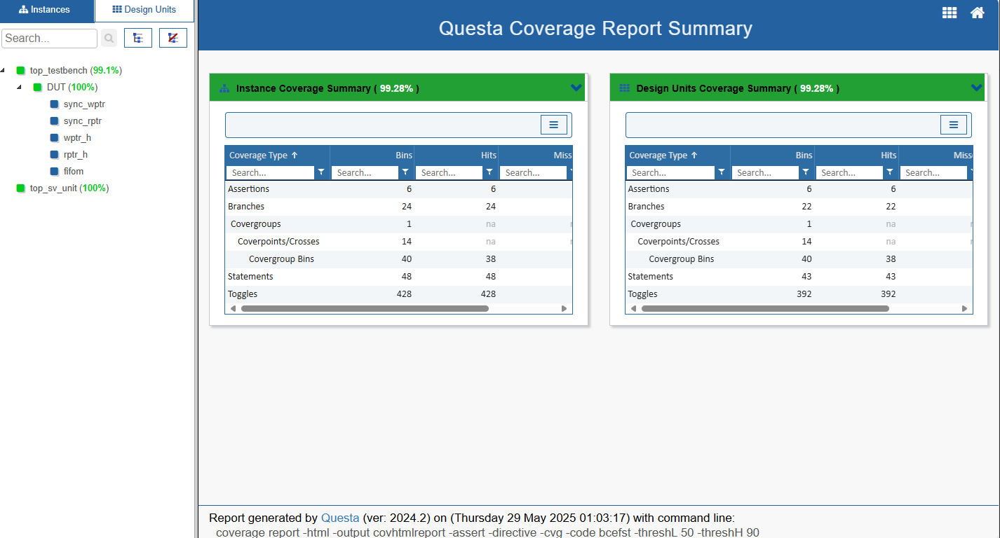 Instances Design Units
Search...
top_testbench (99.1%)
DUT (100%)
sync_wptr
sync_rptr
wptr_h
rptr_h
fifom
top_sv_unit (100%)
Questa Coverage Report Summary
Instance Coverage Summary ( 99.28% )
Coverage Type Bins Hits Miss
Search... Search... Search... Search...
Assertions 6 6
Branches 24 24
Covergroups 1 na
Coverpoints/Crosses 14 na
Covergroup Bins 40 38
Statements 48 48
Toggles 428 428
Design Units Coverage Summary ( 99.28% )
Coverage Type Bins Hits Miss
Search... Search... Search... Search...
Assertions 6 6
Branches 22 22
Covergroups 1 na
Coverpoints/Crosses 14 na
Covergroup Bins 40 38
Statements 43 43
Toggles 392 392
Report generated by Questa (ver: 2024.2) on (Thursday 29 May 2025 01:03:17) with command line:
coverage report -html -output covhtmlreport -assert -directive -cvg -code bcefst -threshL 50 -threshH 90